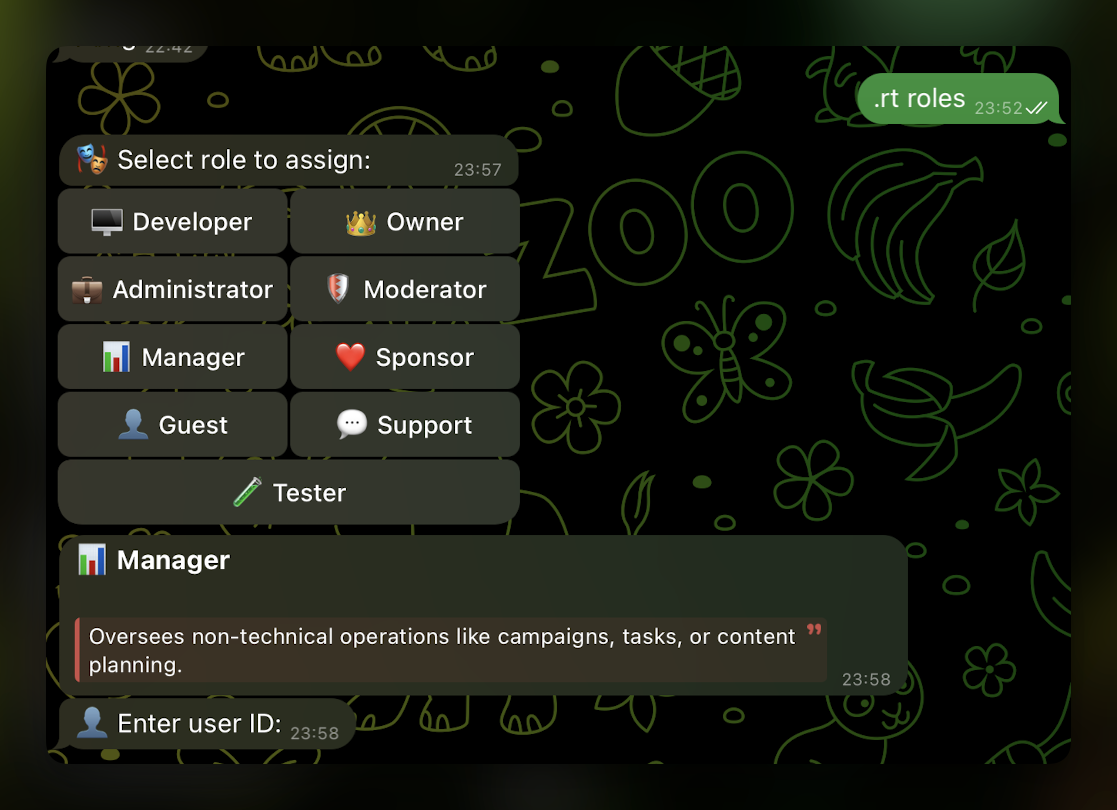 22:42
.rt roles 23:52
🎭 Select role to assign: 23:57
🖥️ Developer
👑 Owner
💼 Administrator
🛡️ Moderator
📊 Manager
❤️ Sponsor
👤 Guest
💬 Support
🧪 Tester
📊 Manager
Oversees non-technical operations like campaigns, tasks, or content
planning.
23:58
👤 Enter user ID: 23:58
ZOO